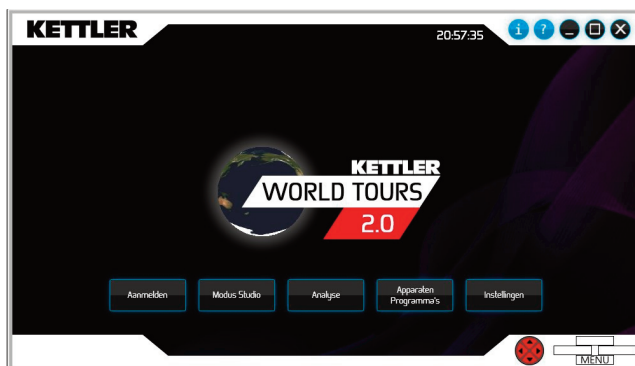 KETTLER
20:57:35
i ?
KETTLER
WORLD TOURS
2.0
Aanmelden
Modus Studio
Analyse
Apparaten
Programma's
Instellingen
MENU